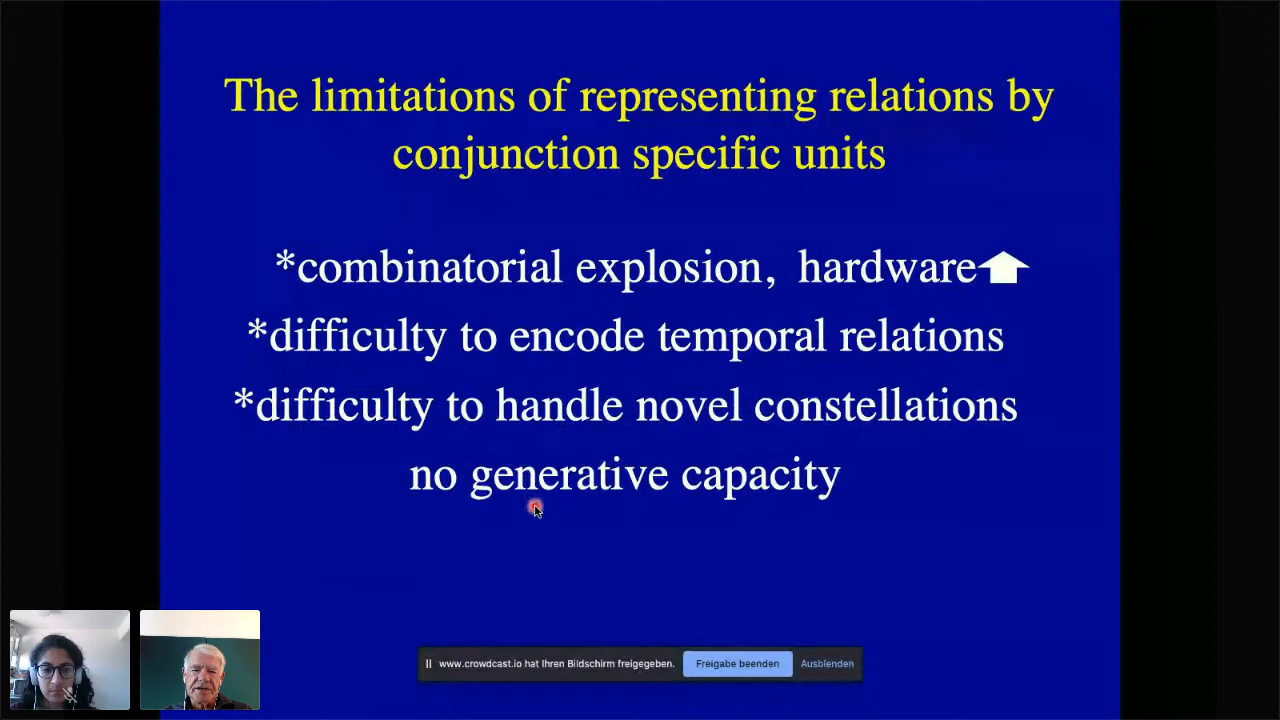 The limitations of representing relations by
conjunction specific units
*combinatorial explosion, hardware
*difficulty to encode temporal relations
*difficulty to handle novel constellations
no generative capacity
www.crowdcast.io hat Ihren Bildschirm freigegeben. Freigabe beenden Ausblenden